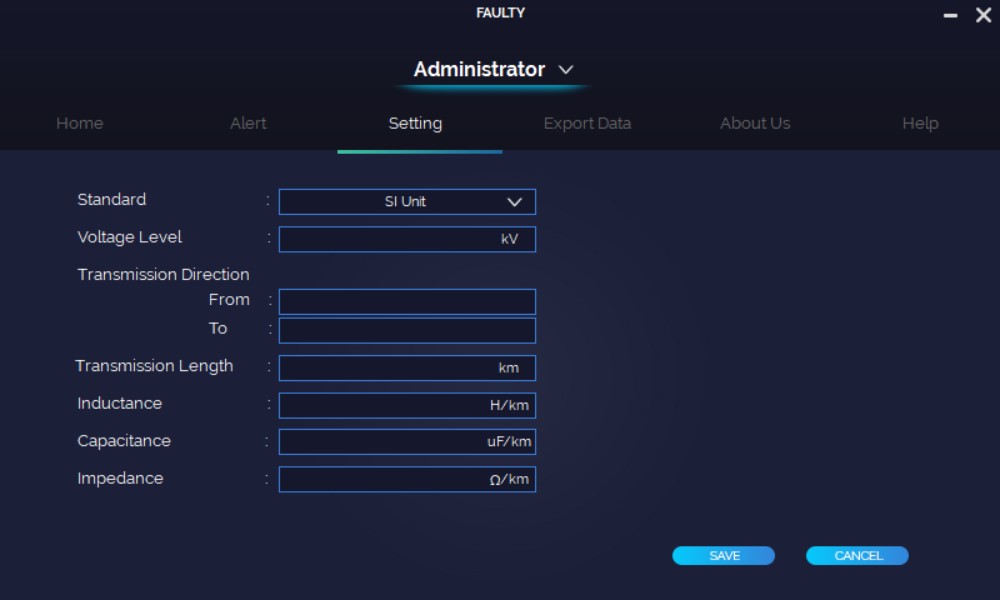 FAULTY
Administrator
Home Alert Setting Export Data About Us Help
Standard : SI Unit
Voltage Level : kV
Transmission Direction
From :
To :
Transmission Length : km
Inductance : H/km
Capacitance : uF/km
Impedance : Ω/km
SAVE CANCEL